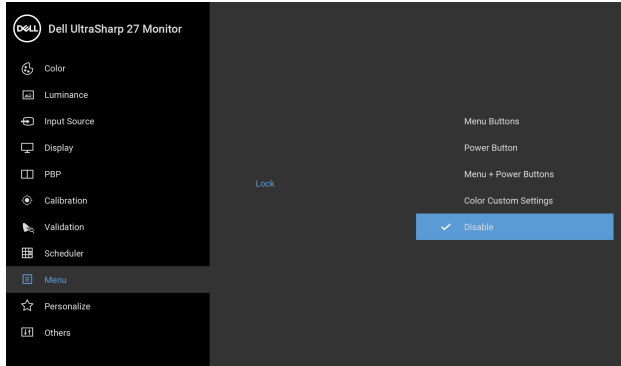 DELL
Dell UltraSharp 27 Monitor
Color
Luminance
Input Source
Display
PBP
Calibration
Validation
Scheduler
Menu
Personalize
Others
Lock
Menu Buttons
Power Button
Menu + Power Buttons
Color Custom Settings
Disable